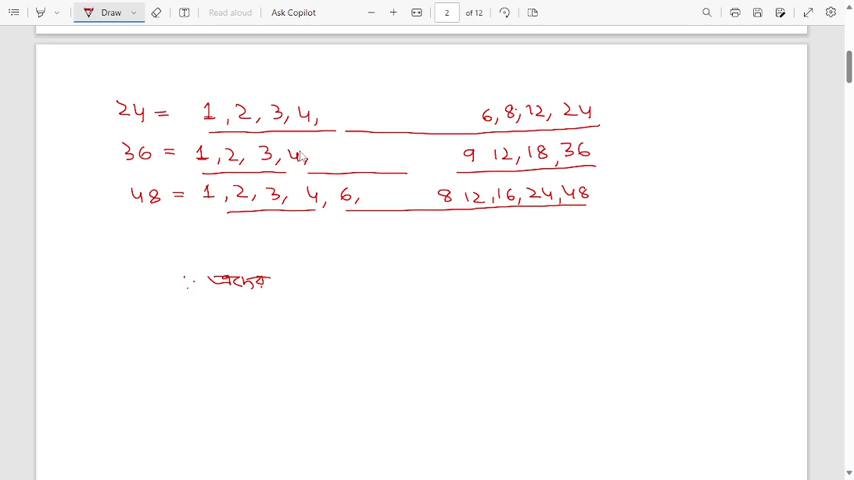 Draw
Read aloud
Ask Copilot
2 of 12
24 = 1, 2, 3, 4, 6, 8, 12, 24
36 = 1, 2, 3, 4, 9 12, 18, 36
48 = 1, 2, 3, 4, 6, 8 12, 16, 24, 48
∵